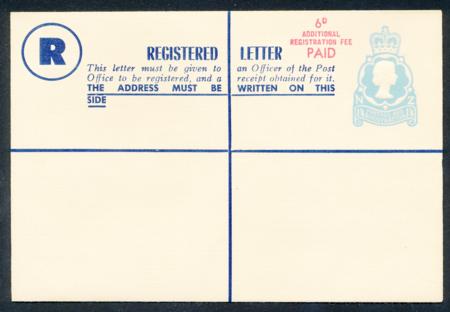 R
REGISTERED LETTER
This letter must be given to an Officer of the Post
Office to be registered, and a receipt obtained for it.
THE ADDRESS MUST BE WRITTEN ON THIS
SIDE
6D
ADDITIONAL
REGISTRATION FEE
PAID
N Z